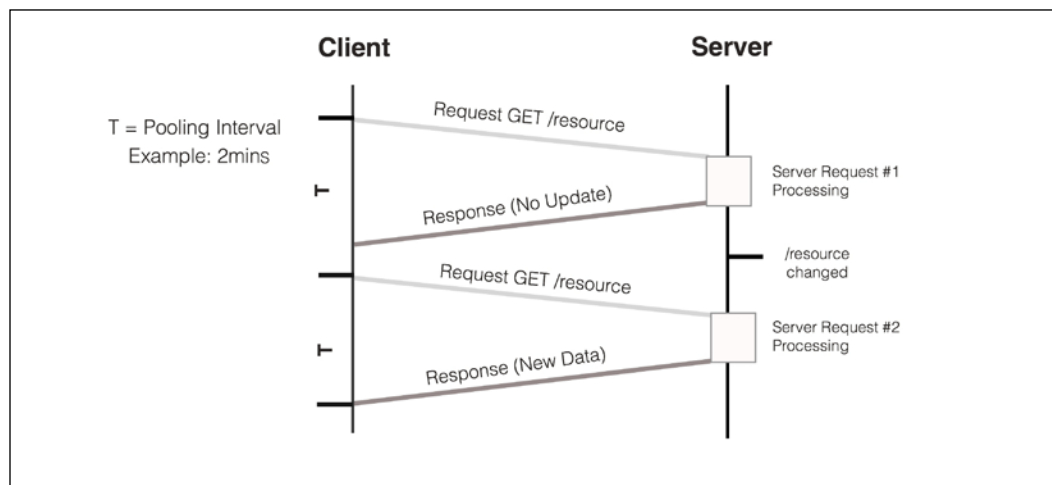 Client
Server
T = Pooling Interval
Example: 2mins
Request GET /resource
Server Request #1
Processing
T
Response (No Update)
/resource
changed
Request GET /resource
Server Request #2
Processing
T
Response (New Data)